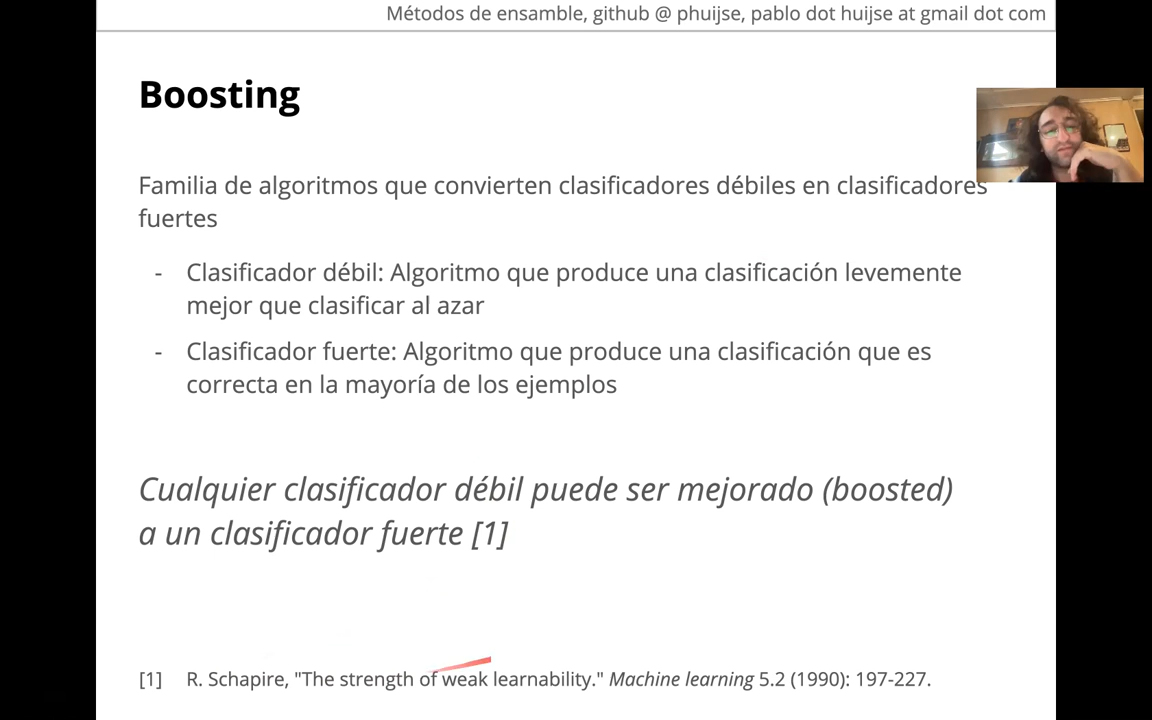 Métodos de ensamble, github @ phuijse, pablo dot huijse at gmail dot com
Boosting
Familia de algoritmos que convierten clasificadores débiles en clasificadores
fuertes
- Clasificador débil: Algoritmo que produce una clasificación levemente
mejor que clasificar al azar
- Clasificador fuerte: Algoritmo que produce una clasificación que es
correcta en la mayoría de los ejemplos
Cualquier clasificador débil puede ser mejorado (boosted)
a un clasificador fuerte [1]
[1] R. Schapire, "The strength of weak learnability." Machine learning 5.2 (1990): 197-227.